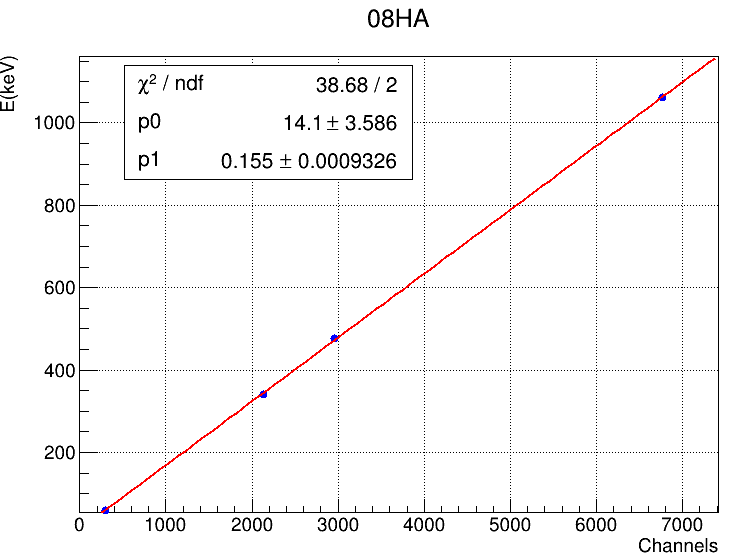 08HA
E(keV)
χ² / ndf 38.68 / 2
p0 14.1 ± 3.586
p1 0.155 ± 0.0009326
1000
800
600
400
200
0 1000 2000 3000 4000 5000 6000 7000
Channels